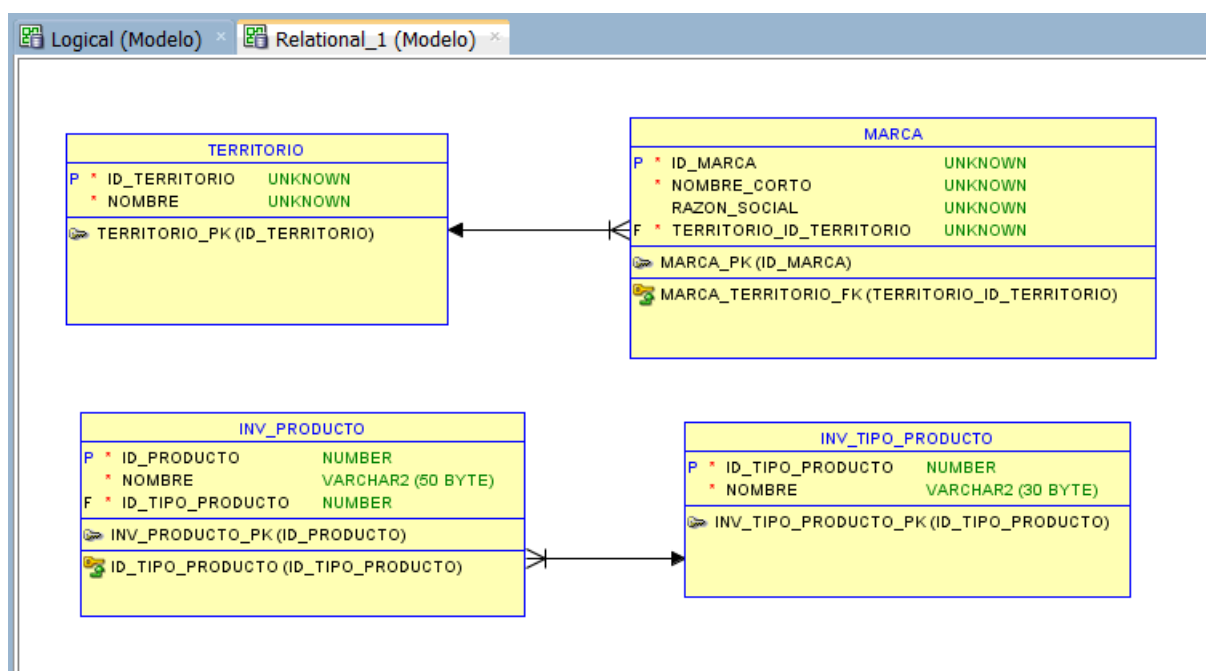 Logical (Modelo) × Relational_1 (Modelo) ×
TERRITORIO
P * ID_TERRITORIO UNKNOWN
* NOMBRE UNKNOWN
TERRITORIO_PK (ID_TERRITORIO)
MARCA
P * ID_MARCA UNKNOWN
* NOMBRE_CORTO UNKNOWN
RAZON_SOCIAL UNKNOWN
F * TERRITORIO_ID_TERRITORIO UNKNOWN
MARCA_PK (ID_MARCA)
MARCA_TERRITORIO_FK (TERRITORIO_ID_TERRITORIO)
INV_PRODUCTO
P * ID_PRODUCTO NUMBER
* NOMBRE VARCHAR2 (50 BYTE)
F * ID_TIPO_PRODUCTO NUMBER
INV_PRODUCTO_PK (ID_PRODUCTO)
ID_TIPO_PRODUCTO (ID_TIPO_PRODUCTO)
INV_TIPO_PRODUCTO
P * ID_TIPO_PRODUCTO NUMBER
* NOMBRE VARCHAR2 (30 BYTE)
INV_TIPO_PRODUCTO_PK (ID_TIPO_PRODUCTO)